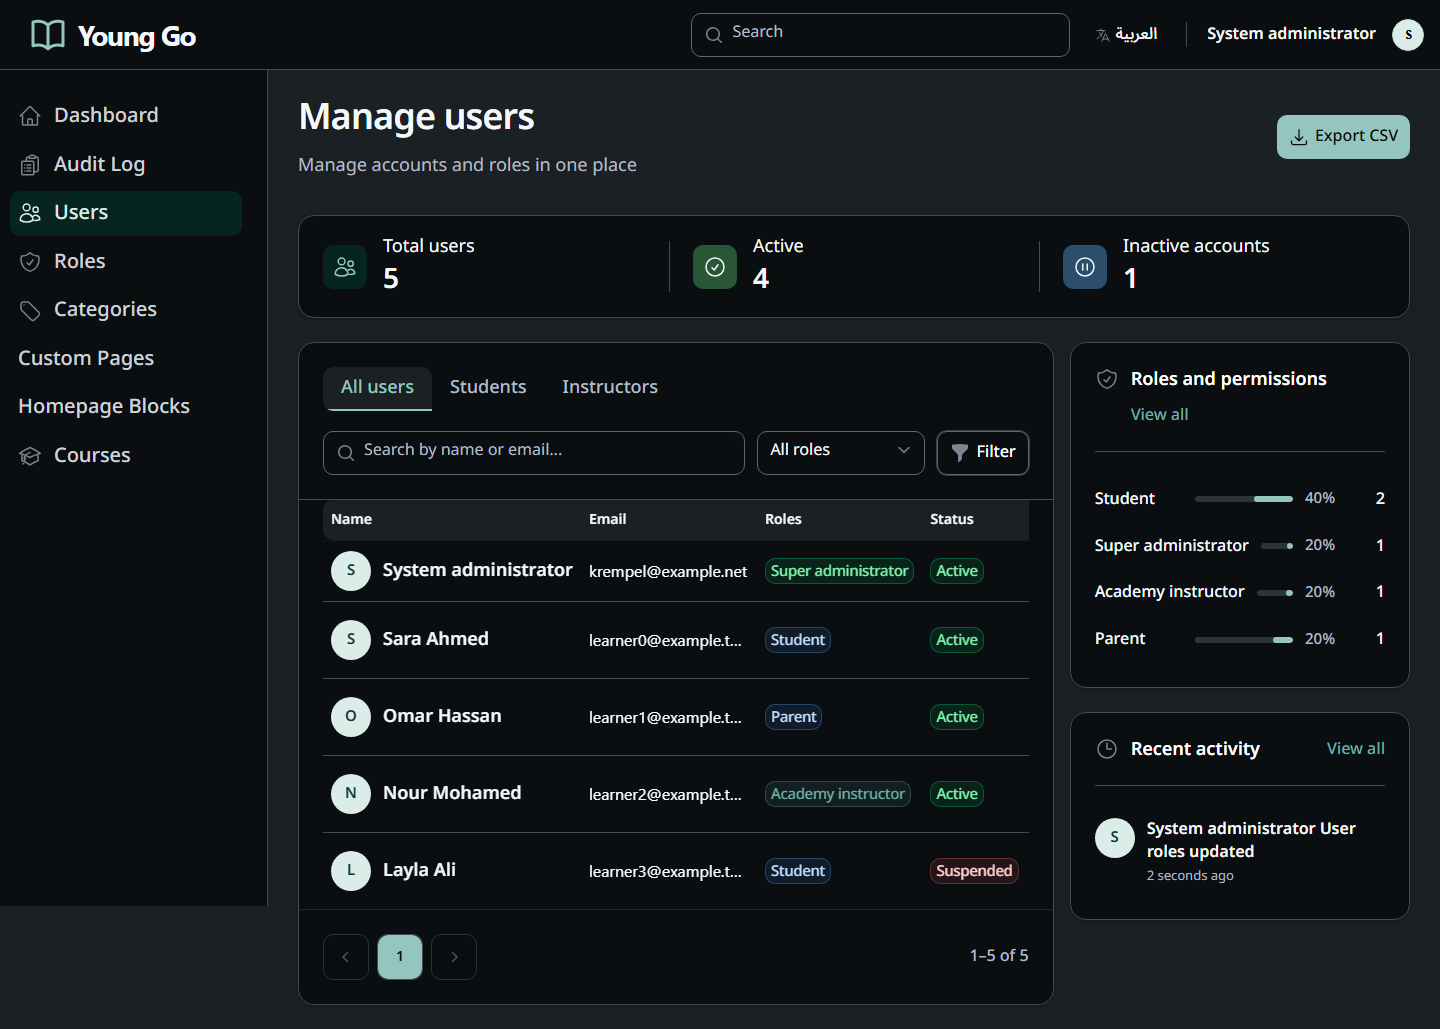 Young Go
Search
العربية
System administrator
S
Dashboard
Audit Log
Users
Roles
Categories
Custom Pages
Homepage Blocks
Courses
Manage users
Manage accounts and roles in one place
Export CSV
Total users
5
Active
4
Inactive accounts
1
All users Students Instructors
Search by name or email...
All roles
Filter
Name Email Roles Status
S System administrator krempel@example.net Super administrator Active
S Sara Ahmed learner0@example.t... Student Active
O Omar Hassan learner1@example.t... Parent Active
N Nour Mohamed learner2@example.t... Academy instructor Active
L Layla Ali learner3@example.t... Student Suspended
1
1–5 of 5
Roles and permissions
View all
Student 40% 2
Super administrator 20% 1
Academy instructor 20% 1
Parent 20% 1
Recent activity View all
S
System administrator User
roles updated
2 seconds ago